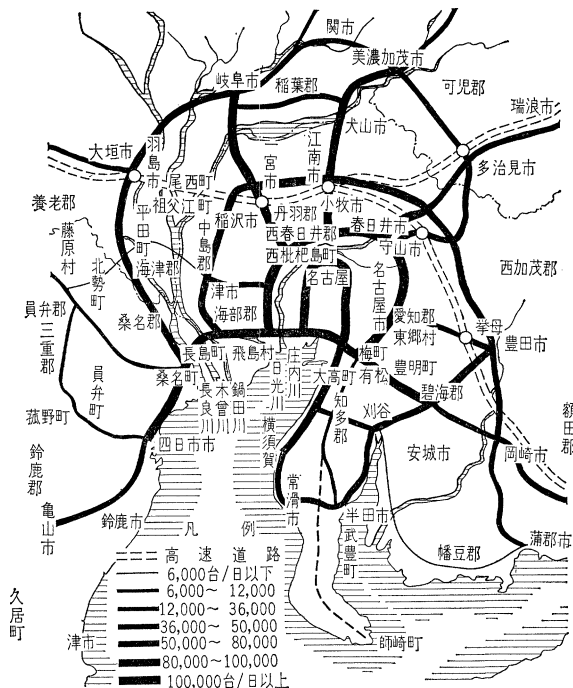 関市
美濃加茂市
岐阜市
稲葉郡
可児郡
瑞浪市
犬山市
江南市
一宮市
羽島市
大垣市
多治見市
尾西町
祖父江町
養老郡
平田町
中島郡
稲沢市
丹羽郡
小牧市
春日井市
西春日井郡
守山市
藤原村
北勢町
海津郡
西枇杷島町
名古屋
名古屋市
西加茂郡
津市
海部郡
員弁郡
三重郡
桑名郡
愛知郡
東郷村
挙母
豊田市
長島町
飛島村
庄内川
日光川
梅町
有松
豊明町
大高町
桑名町
員弁町
長良川
木曽川
鍋田川
知多郡
刈谷
碧海郡
額田郡
菰野町
四日市市
横須賀
安城市
岡崎市
鈴鹿郡
亀山市
鈴鹿市
常滑市
半田市
武豊町
幡豆郡
蒲郡市
久居町
津市
師崎町
凡例
高速道路
6,000台/日以下
6,000〜 12,000
12,000〜 36,000
36,000〜 50,000
50,000〜 80,000
80,000〜100,000
100,000台/日以上